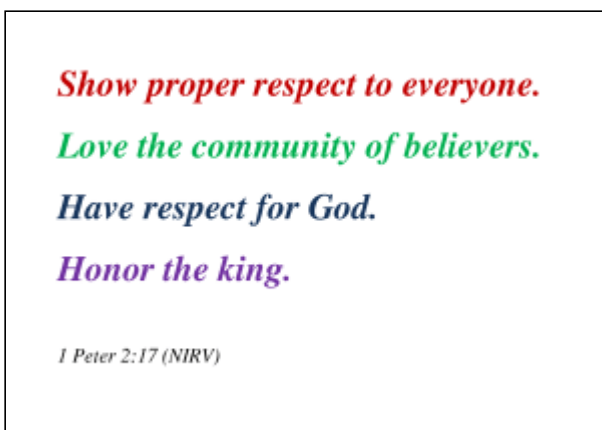 Show proper respect to everyone.
Love the community of believers.
Have respect for God.
Honor the king.
1 Peter 2:17 (NIRV)